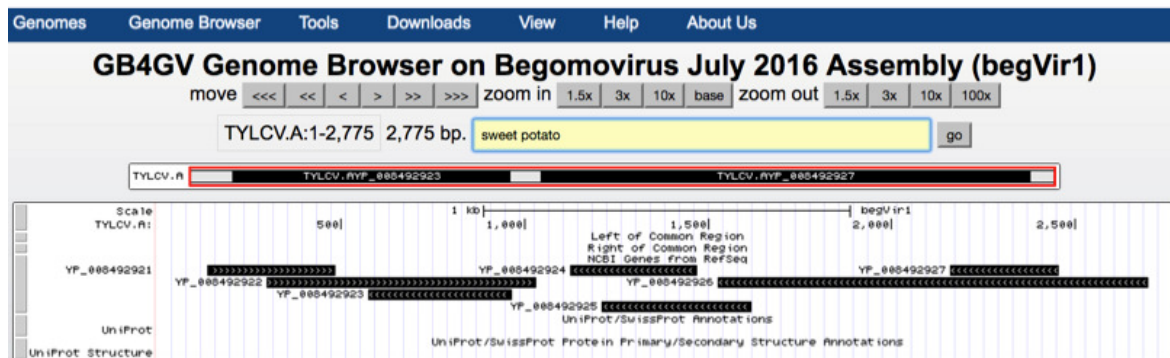 Genomes Genome Browser Tools Downloads View Help About Us
GB4GV Genome Browser on Begomovirus July 2016 Assembly (begVir1)
move <<< << < > >> >>> zoom in 1.5x 3x 10x base zoom out 1.5x 3x 10x 100x
TYLCV.A:1-2,775 2,775 bp. sweet potato go
TYLCV.A TYLCV.AYP_008492923 TYLCV.AYP_008492927
Scale 1 kb begVir1
TYLCV.A: 500 1,000 1,500 2,000 2,500
Left of Common Region
Right of Common Region
NCBI Genes from RefSeq
YP_008492921 YP_008492924 YP_008492927
YP_008492922 YP_008492926
YP_008492923
YP_008492925
UniProt/SwissProt Annotations
UniProt
UniProt/SwissProt Protein Primary/Secondary Structure Annotations
UniProt Structure